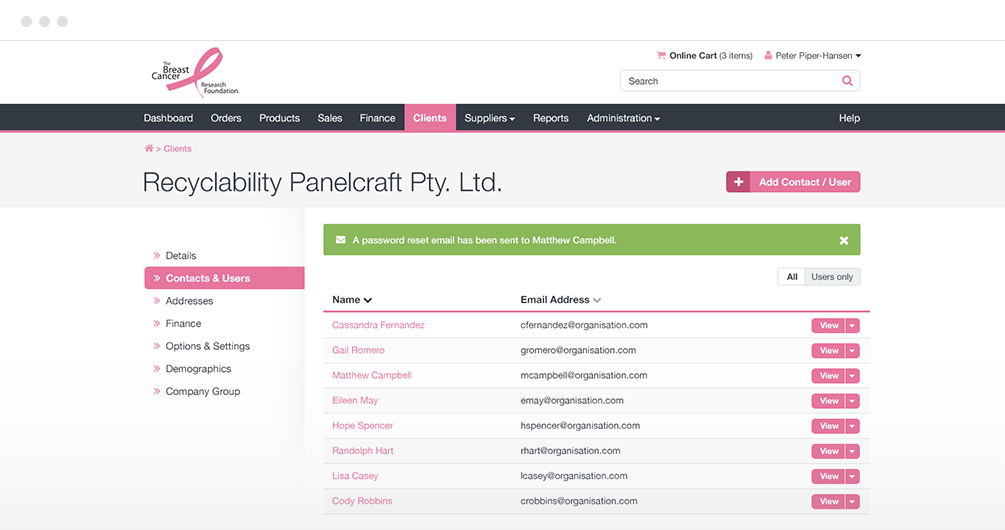 The
Breast
Cancer
Research
Foundation.
Online Cart (3 items) Peter Piper-Hansen
Search
Dashboard Orders Products Sales Finance Clients Suppliers Reports Administration Help
> Clients
Recyclability Panelcraft Pty. Ltd.
+ Add Contact / User
A password reset email has been sent to Matthew Campbell.
» Details
» Contacts & Users
» Addresses
» Finance
» Options & Settings
» Demographics
» Company Group
All Users only
Name Email Address
Cassandra Fernandez cfernandez@organisation.com View
Gail Romero gromero@organisation.com View
Matthew Campbell mcampbell@organisation.com View
Eileen May emay@organisation.com View
Hope Spencer hspencer@organisation.com View
Randolph Hart rhart@organisation.com View
Lisa Casey lcasey@organisation.com View
Cody Robbins crobbins@organisation.com View